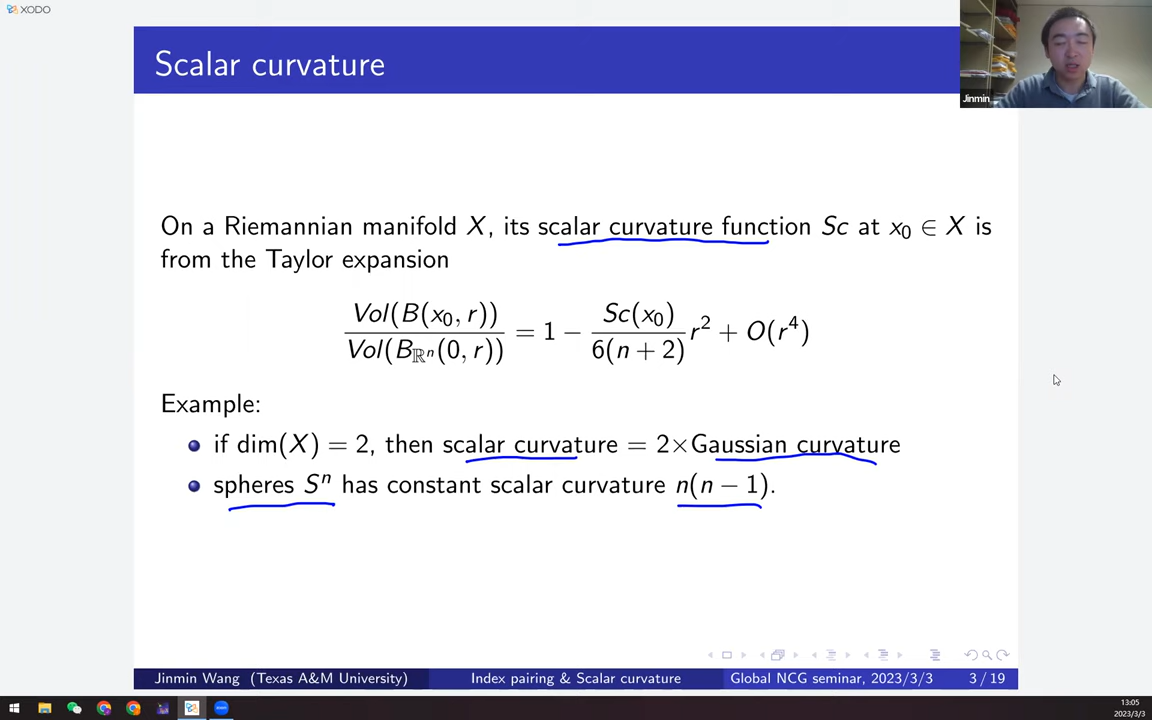 XODO
Scalar curvature
Jinmin
On a Riemannian manifold X, its scalar curvature function Sc at x₀ ∈ X is
from the Taylor expansion
Vol(B(x₀, r)) / Vol(B_ℝⁿ(0, r)) = 1 − Sc(x₀) / 6(n + 2) r² + O(r⁴)
Example:
if dim(X) = 2, then scalar curvature = 2×Gaussian curvature
spheres Sⁿ has constant scalar curvature n(n − 1).
Jinmin Wang (Texas A&M University) Index pairing & Scalar curvature Global NCG seminar, 2023/3/3 3 / 19
13:05
2023/3/3